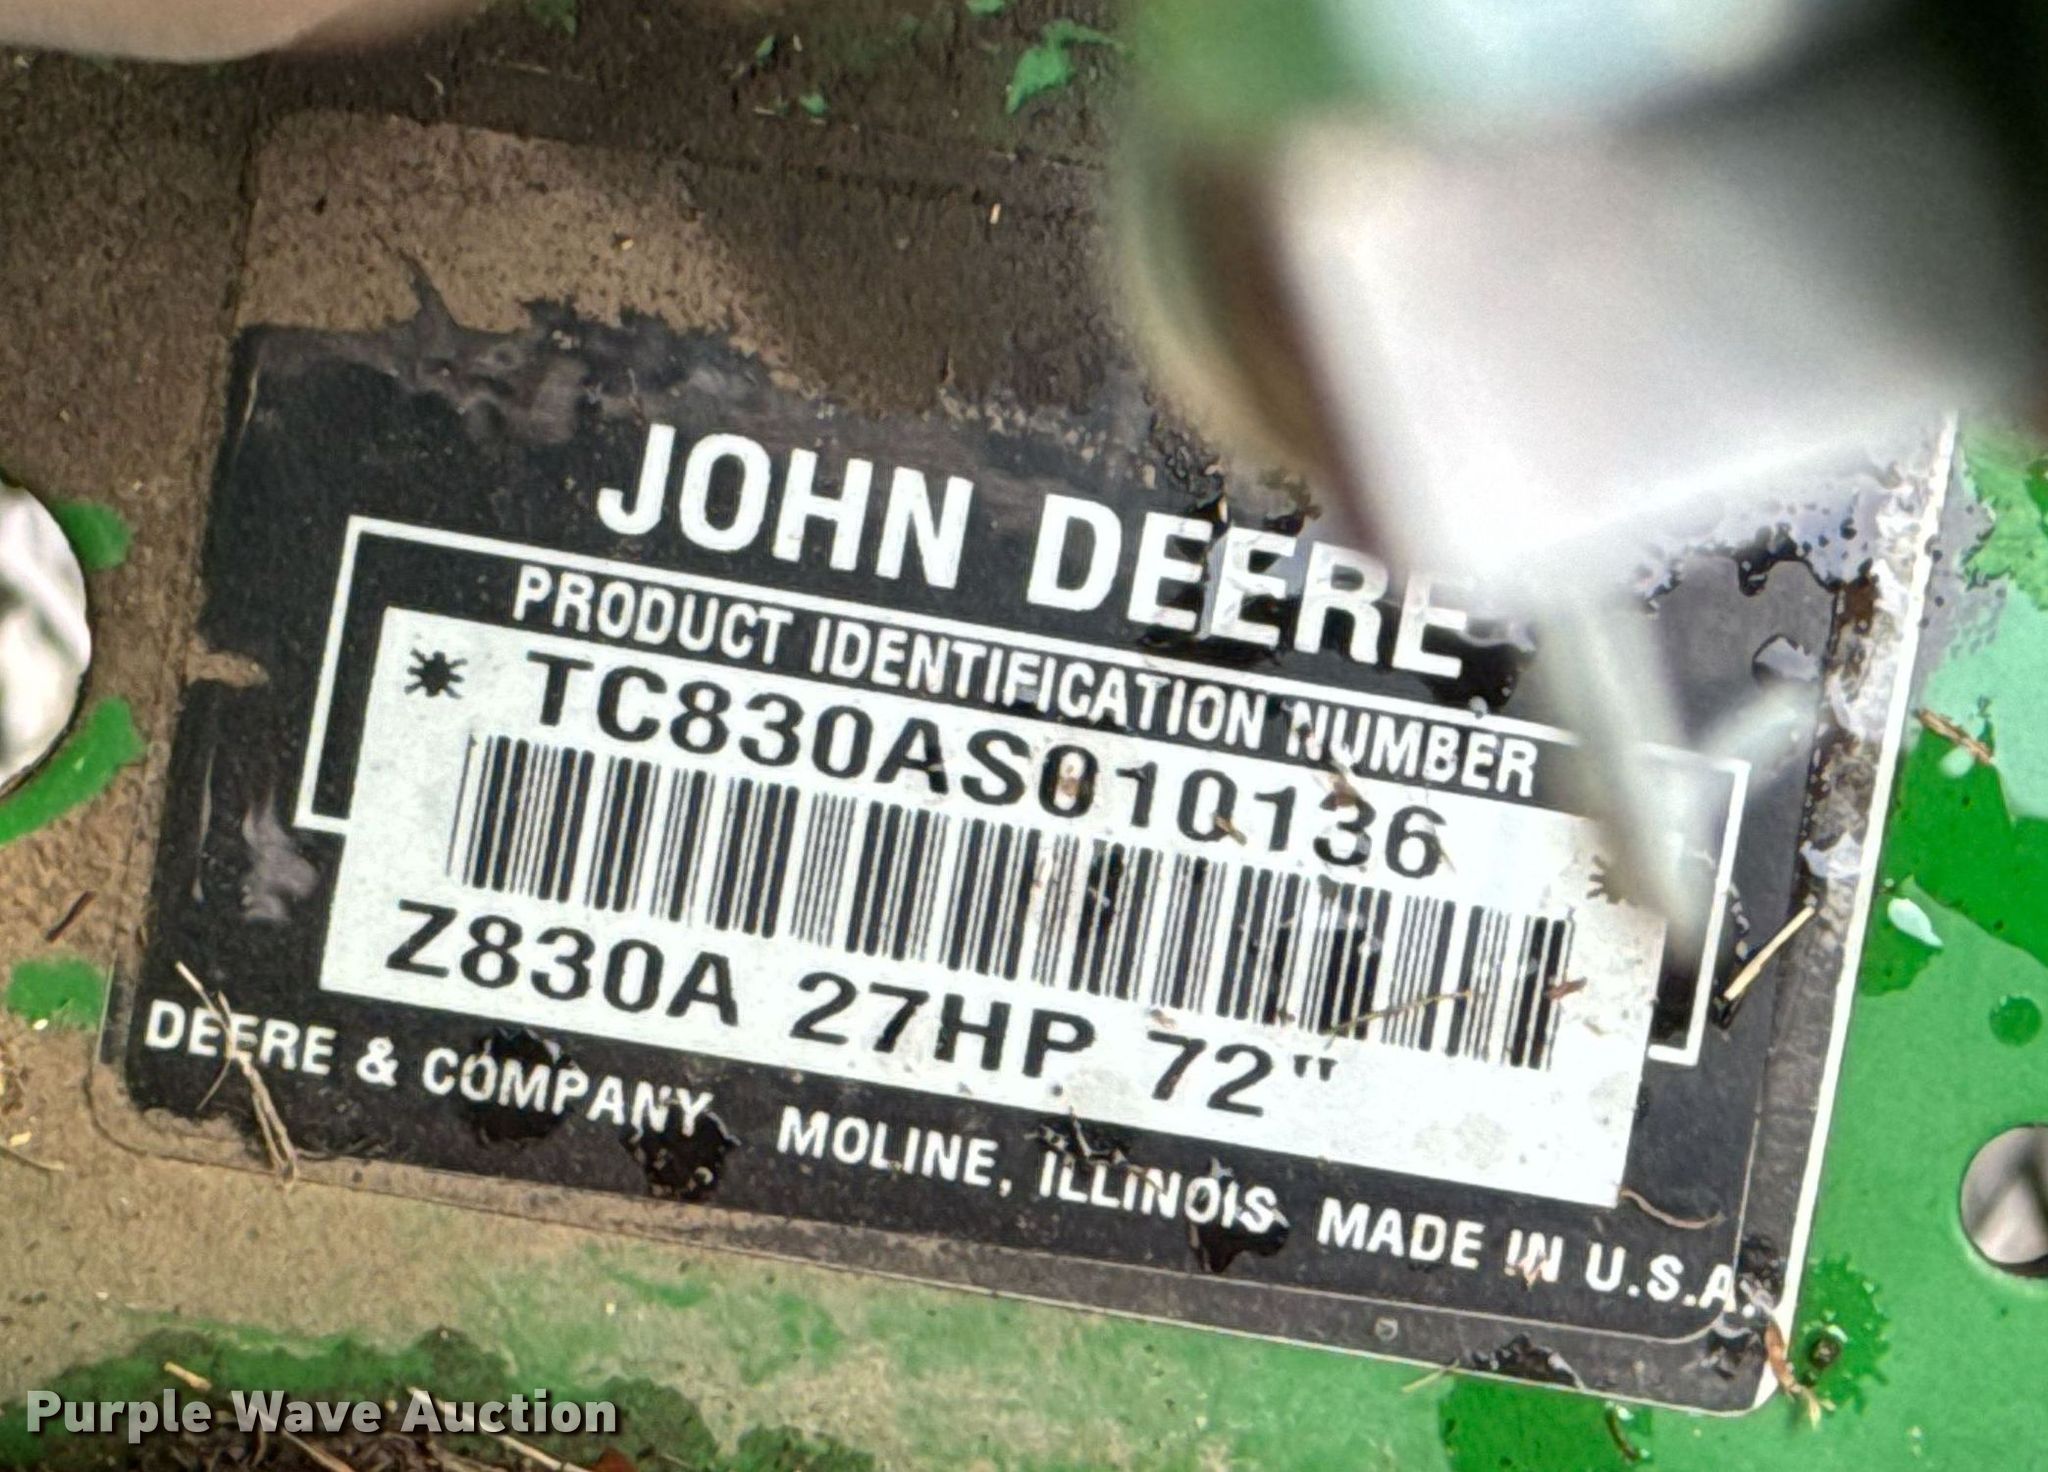 JOHN DEERE
PRODUCT IDENTIFICATION NUMBER
* TC830AS010136 *
Z830A 27HP 72"
DEERE & COMPANY MOLINE, ILLINOIS MADE IN U.S.A.
Purple Wave Auction